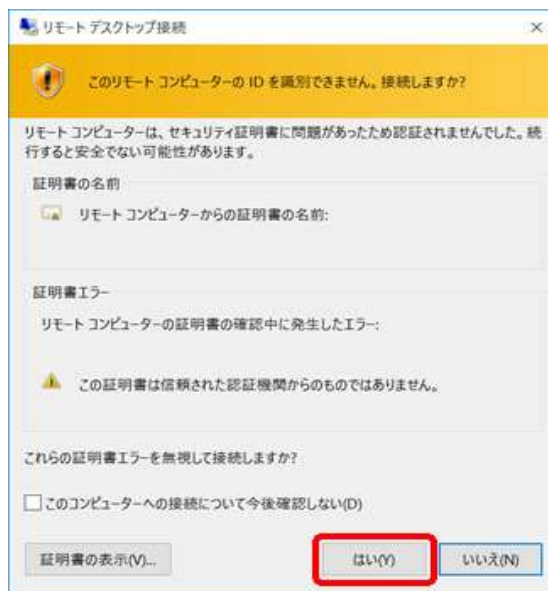 リモート デスクトップ接続
このリモート コンピューターの ID を識別できません。接続しますか?
リモート コンピューターは、セキュリティ証明書に問題があったため認証されませんでした。続
行すると安全でない可能性があります。
証明書の名前
リモート コンピューターからの証明書の名前:
証明書エラー
リモート コンピューターの証明書の確認中に発生したエラー:
この証明書は信頼された認証機関からのものではありません。
これらの証明書エラーを無視して接続しますか?
このコンピューターへの接続について今後確認しない(D)
証明書の表示(V)... はい(Y) いいえ(N)